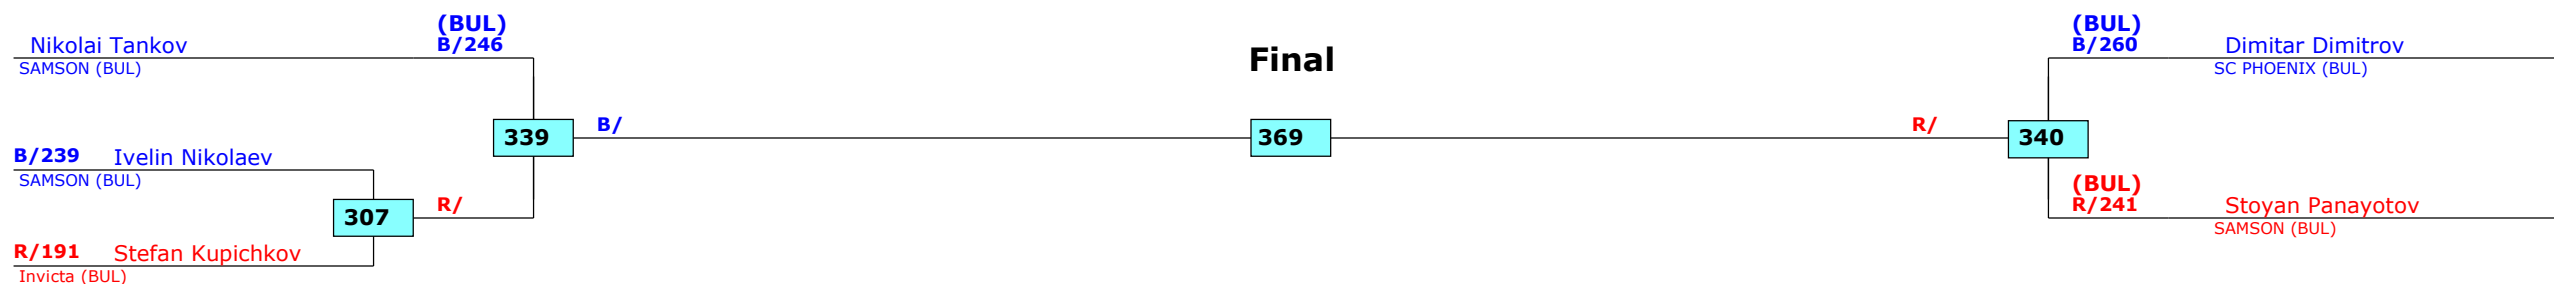 (BUL)
Nikolai Tankov B/246
SAMSON (BUL)
B/239 Ivelin Nikolaev
SAMSON (BUL)
R/191 Stefan Kupichkov
Invicta (BUL)
307
R/
339
B/
Final
369
R/
340
(BUL)
B/260 Dimitar Dimitrov
SC PHOENIX (BUL)
(BUL)
R/241 Stoyan Panayotov
SAMSON (BUL)